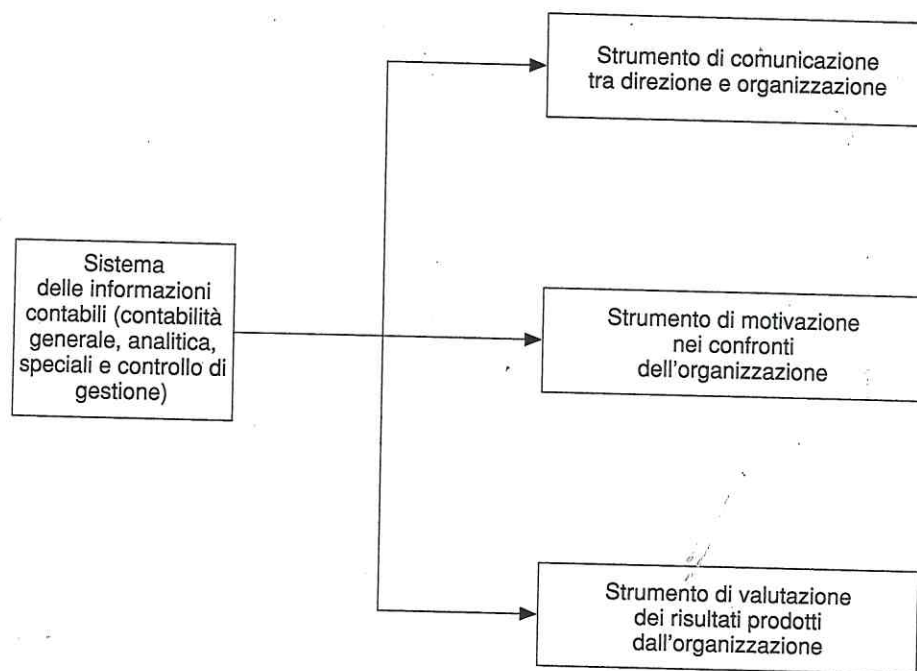 Strumento di comunicazione
tra direzione e organizzazione
Sistema
delle informazioni
contabili (contabilità
generale, analitica,
speciali e controllo di
gestione)
Strumento di motivazione
nei confronti
dell'organizzazione
Strumento di valutazione
dei risultati prodotti
dall'organizzazione